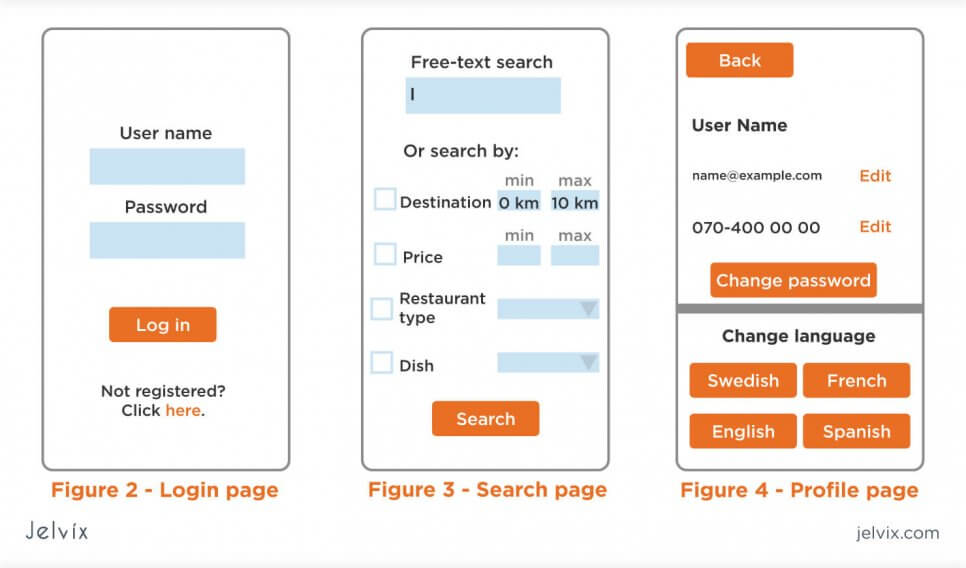 User name
Password
Log in
Not registered?
Click here.
Figure 2 - Login page
Free-text search
Or search by:
min max
Destination 0 km 10 km
min max
Price
Restaurant
type
Dish
Search
Figure 3 - Search page
Back
User Name
name@example.com Edit
070-400 00 00 Edit
Change password
Change language
Swedish French
English Spanish
Figure 4 - Profile page
Jelvix
jelvix.com